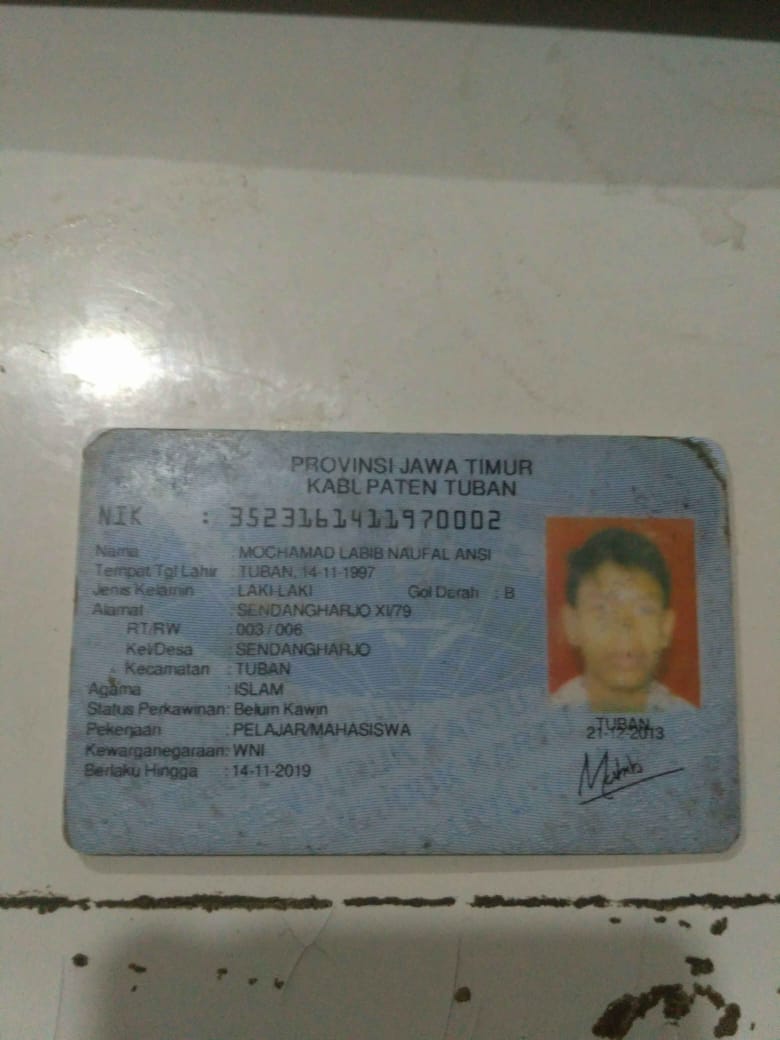 PROVINSI JAWA TIMUR
KABUPATEN TUBAN
NIK : 3523161411970002
Nama : MOCHAMAD LABIB NAUFAL ANSI
Tempat Tgl Lahir : TUBAN, 14-11-1997
Jenis Kelamin : LAKI-LAKI Gol Darah : B
Alamat : SENDANGHARJO XI/79
RT/RW : 003 / 006
Kel/Desa : SENDANGHARJO
Kecamatan : TUBAN
Agama : ISLAM
Status Perkawinan: Belum Kawin
Pekerjaan : PELAJAR/MAHASISWA
Kewarganegaraan: WNI
Berlaku Hingga : 14-11-2019
TUBAN
21-12-2013